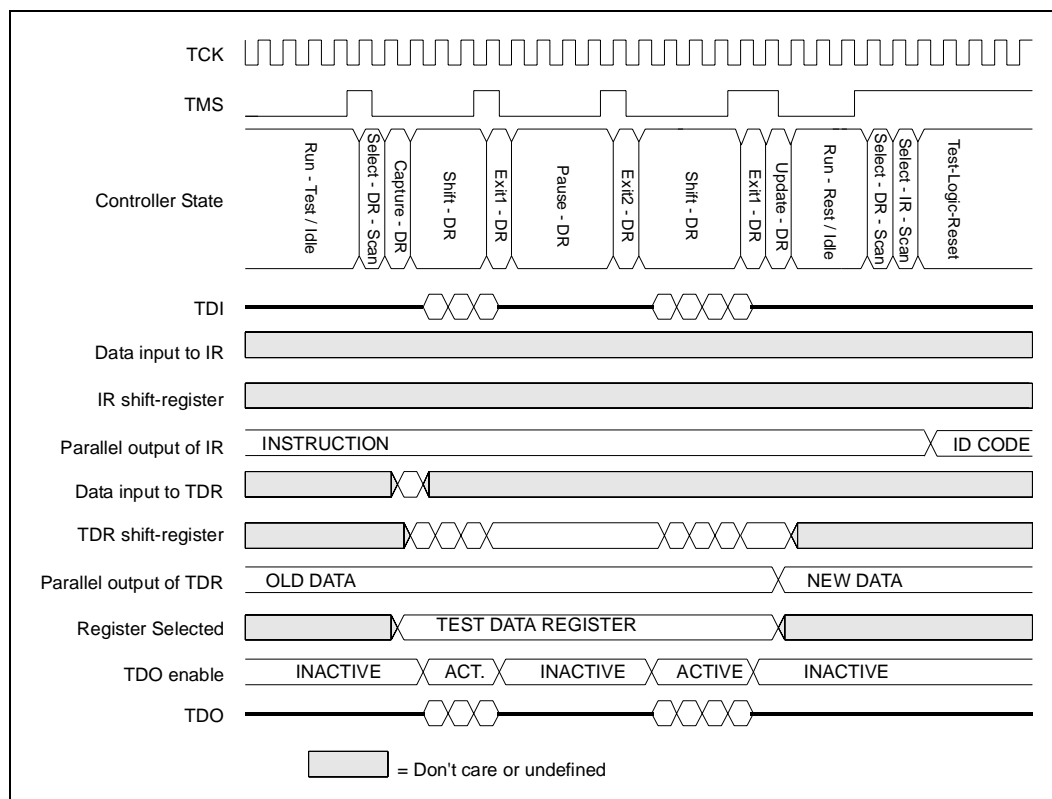 TCK
TMS
Controller State
Run - Test / Idle
Select - DR - Scan
Capture - DR
Shift - DR
Exit1 - DR
Pause - DR
Exit2 - DR
Shift - DR
Exit1 - DR
Update - DR
Run - Rest / Idle
Select - DR - Scan
Select - IR - Scan
Test-Logic-Reset
TDI
Data input to IR
IR shift-register
Parallel output of IR
INSTRUCTION
ID CODE
Data input to TDR
TDR shift-register
Parallel output of TDR
OLD DATA
NEW DATA
Register Selected
TEST DATA REGISTER
TDO enable
INACTIVE
ACT.
INACTIVE
ACTIVE
INACTIVE
TDO
= Don't care or undefined